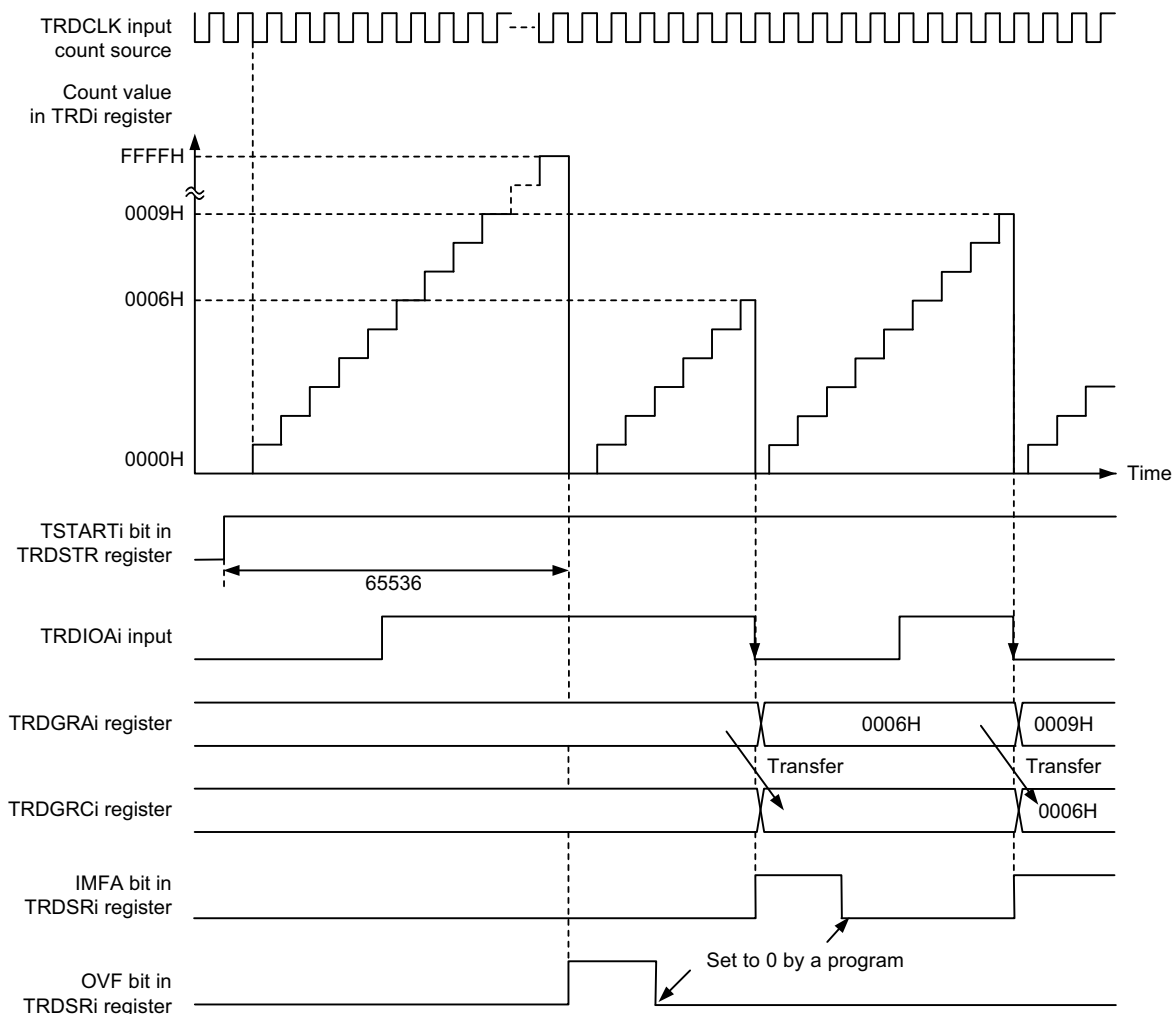 TRDCLK input
count source
Count value
in TRDi register
FFFFH
0009H
0006H
0000H
Time
TSTARTi bit in
TRDSTR register
65536
TRDIOAi input
TRDGRAi register
0006H
0009H
Transfer
Transfer
TRDGRCi register
0006H
IMFA bit in
TRDSRi register
Set to 0 by a program
OVF bit in
TRDSRi register